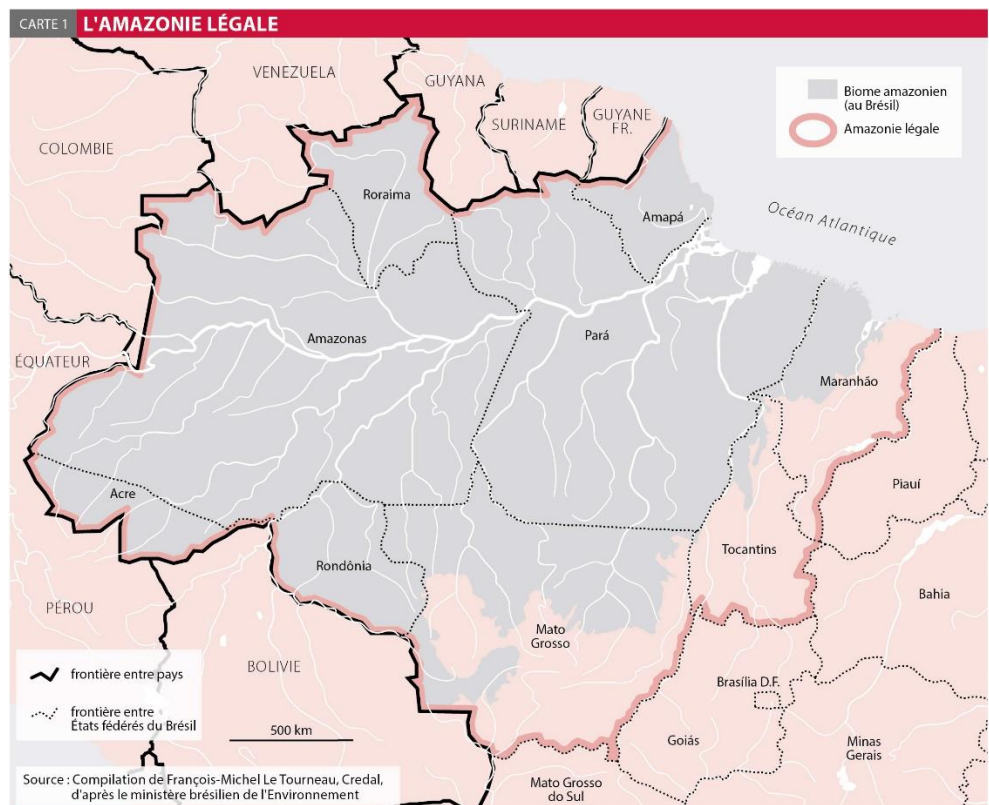 CARTE 1 L'AMAZONIE LÉGALE
VENEZUELA
GUYANA
SURINAME
GUYANE
FR.
COLOMBIE
Biome amazonien
(au Brésil)
Amazonie légale
Roraima
Amapá
Océan Atlantique
Amazonas
Pará
ÉQUATEUR
Maranhão
Acre
Piauí
Rondônia
Tocantins
PÉROU
Bahia
Mato
Grosso
BOLIVIE
frontière entre pays
frontière entre
États fédérés du Brésil
500 km
Brasília D.F.
Goiás
Minas
Gerais
Mato Grosso
do Sul
Source : Compilation de François-Michel Le Tourneau, Credal,
d'après le ministère brésilien de l'Environnement